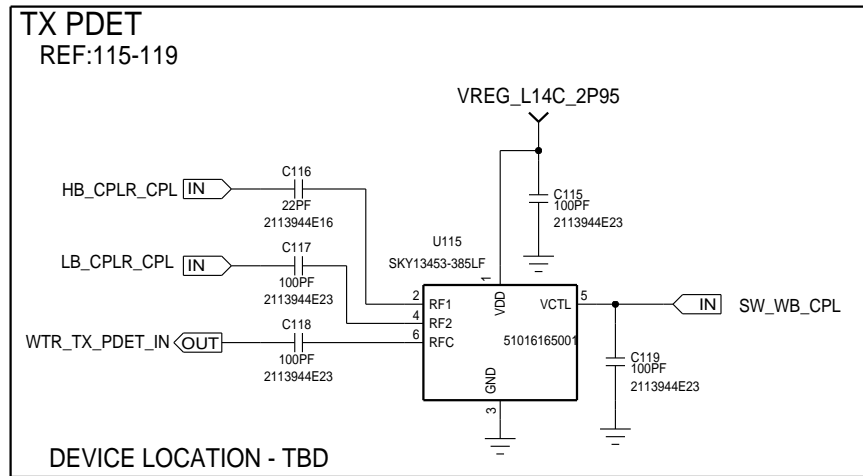 TX PDET
REF:115-119
VREG_L14C_2P95
C116
HB_CPLR_CPL IN
22PF
2113944E16
C115
100PF
2113944E23
C117
LB_CPLR_CPL IN
100PF
2113944E23
U115
SKY13453-385LF
1
VDD
2 RF1
4 RF2
6 RFC
VCTL 5
IN SW_WB_CPL
51016165001
GND
3
C118
WTR_TX_PDET_IN OUT
100PF
2113944E23
C119
100PF
2113944E23
DEVICE LOCATION - TBD